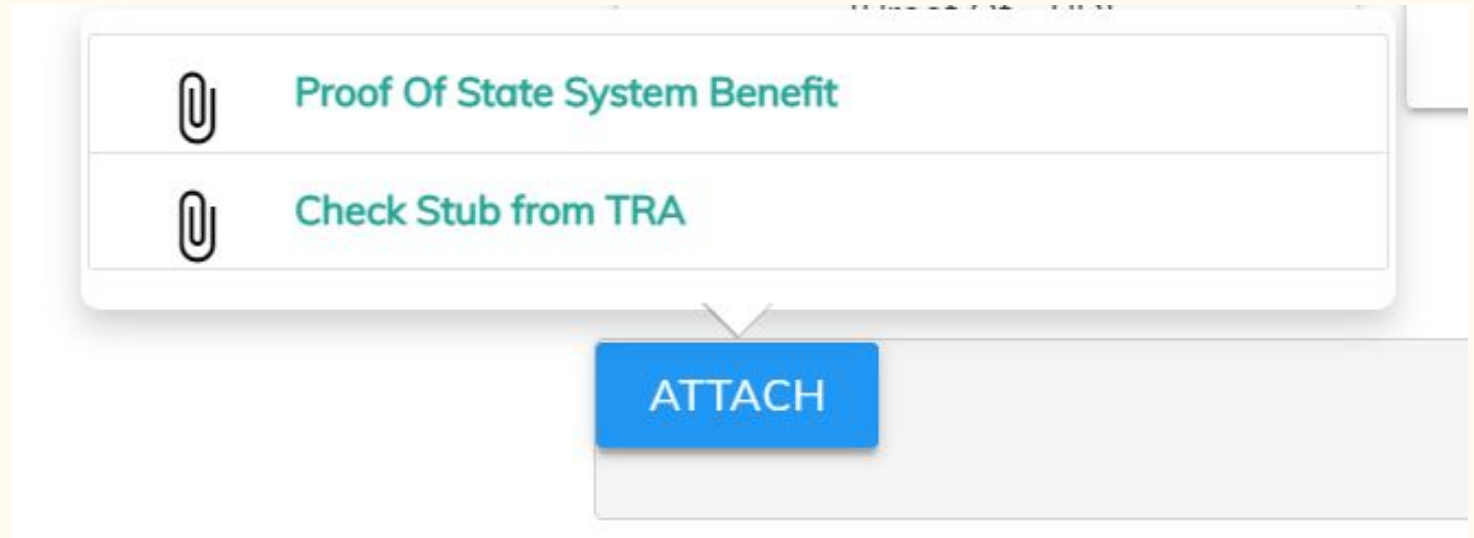 Proof Of State System Benefit
Check Stub from TRA
ATTACH